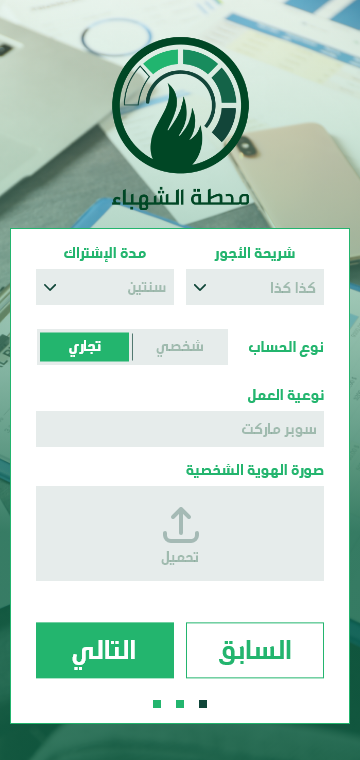 محطة الشهباء
شريحة الأجور
مدة الإشتراك
كذا كذا
سنتين
نوع الحساب
شخصي
تجاري
نوعية العمل
سوبر ماركت
صورة الهوية الشخصية
تحميل
السابق
التالي